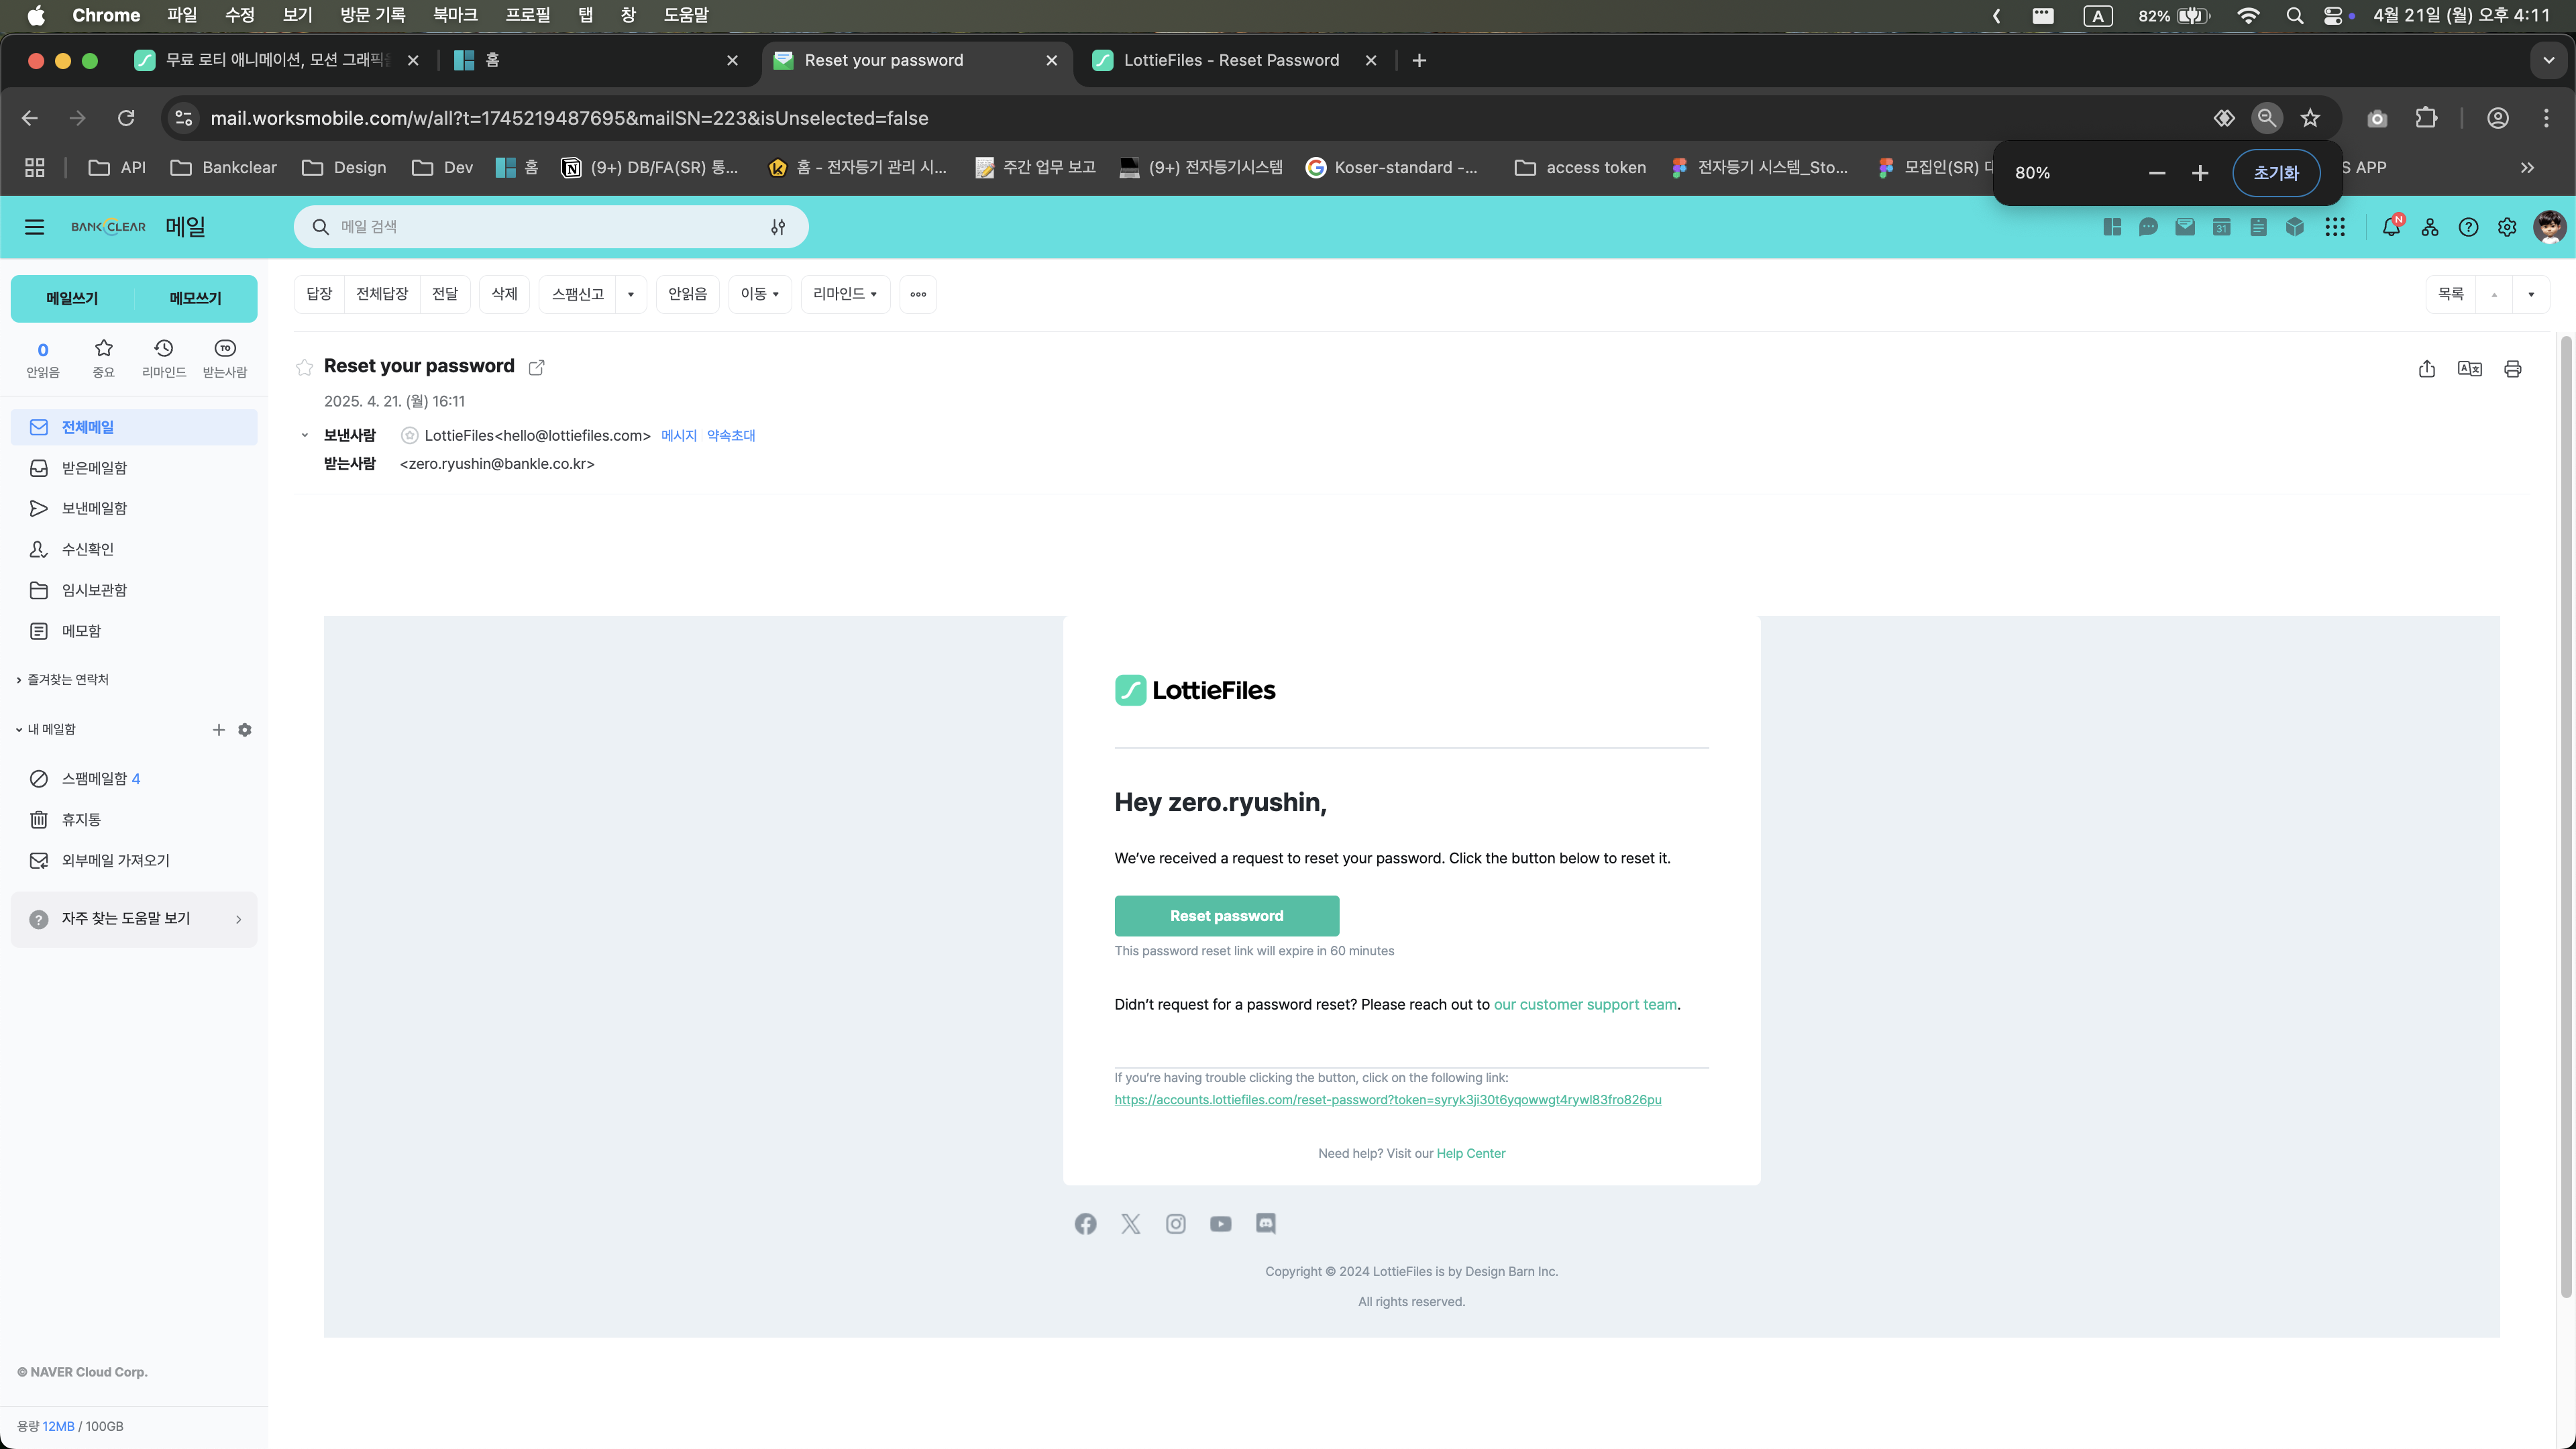 Chrome 파일 수정 보기 방문 기록 북마크 프로필 탭 창 도움말 A 82% 4월 21일 (월) 오후 4:11
무료 로티 애니메이션, 모션 그래픽 홈 Reset your password LottieFiles - Reset Password
mail.worksmobile.com/w/all?t=1745219487695&mailSN=223&isUnselected=false
API Bankclear Design Dev 홈 (9+) DB/FA(SR) 통... 홈 - 전자등기 관리 시... 주간 업무 보고 (9+) 전자등기시스템 Koser-standard -... access token 전자등기 시스템_Sto... 모집인(SR) S APP
80% 초기화
BANKCLEAR 메일 메일 검색 31 N
메일쓰기 메모쓰기
답장 전체답장 전달 삭제 스팸신고 안읽음 이동 리마인드 목록
0 TO
안읽음 중요 리마인드 받는사람
전체메일
받은메일함
보낸메일함
수신확인
임시보관함
메모함
즐겨찾는 연락처
내 메일함
스팸메일함 4
휴지통
외부메일 가져오기
자주 찾는 도움말 보기
© NAVER Cloud Corp.
용량 12MB / 100GB
Reset your password
2025. 4. 21. (월) 16:11
보낸사람 LottieFiles<hello@lottiefiles.com> 메시지 약속초대
받는사람 <zero.ryushin@bankle.co.kr>
LottieFiles
Hey zero.ryushin,
We’ve received a request to reset your password. Click the button below to reset it.
Reset password
This password reset link will expire in 60 minutes
Didn’t request for a password reset? Please reach out to our customer support team.
If you’re having trouble clicking the button, click on the following link:
https://accounts.lottiefiles.com/reset-password?token=syryk3ji30t6yqowwgt4rywl83fro826pu
Need help? Visit our Help Center
Copyright © 2024 LottieFiles is by Design Barn Inc.
All rights reserved.